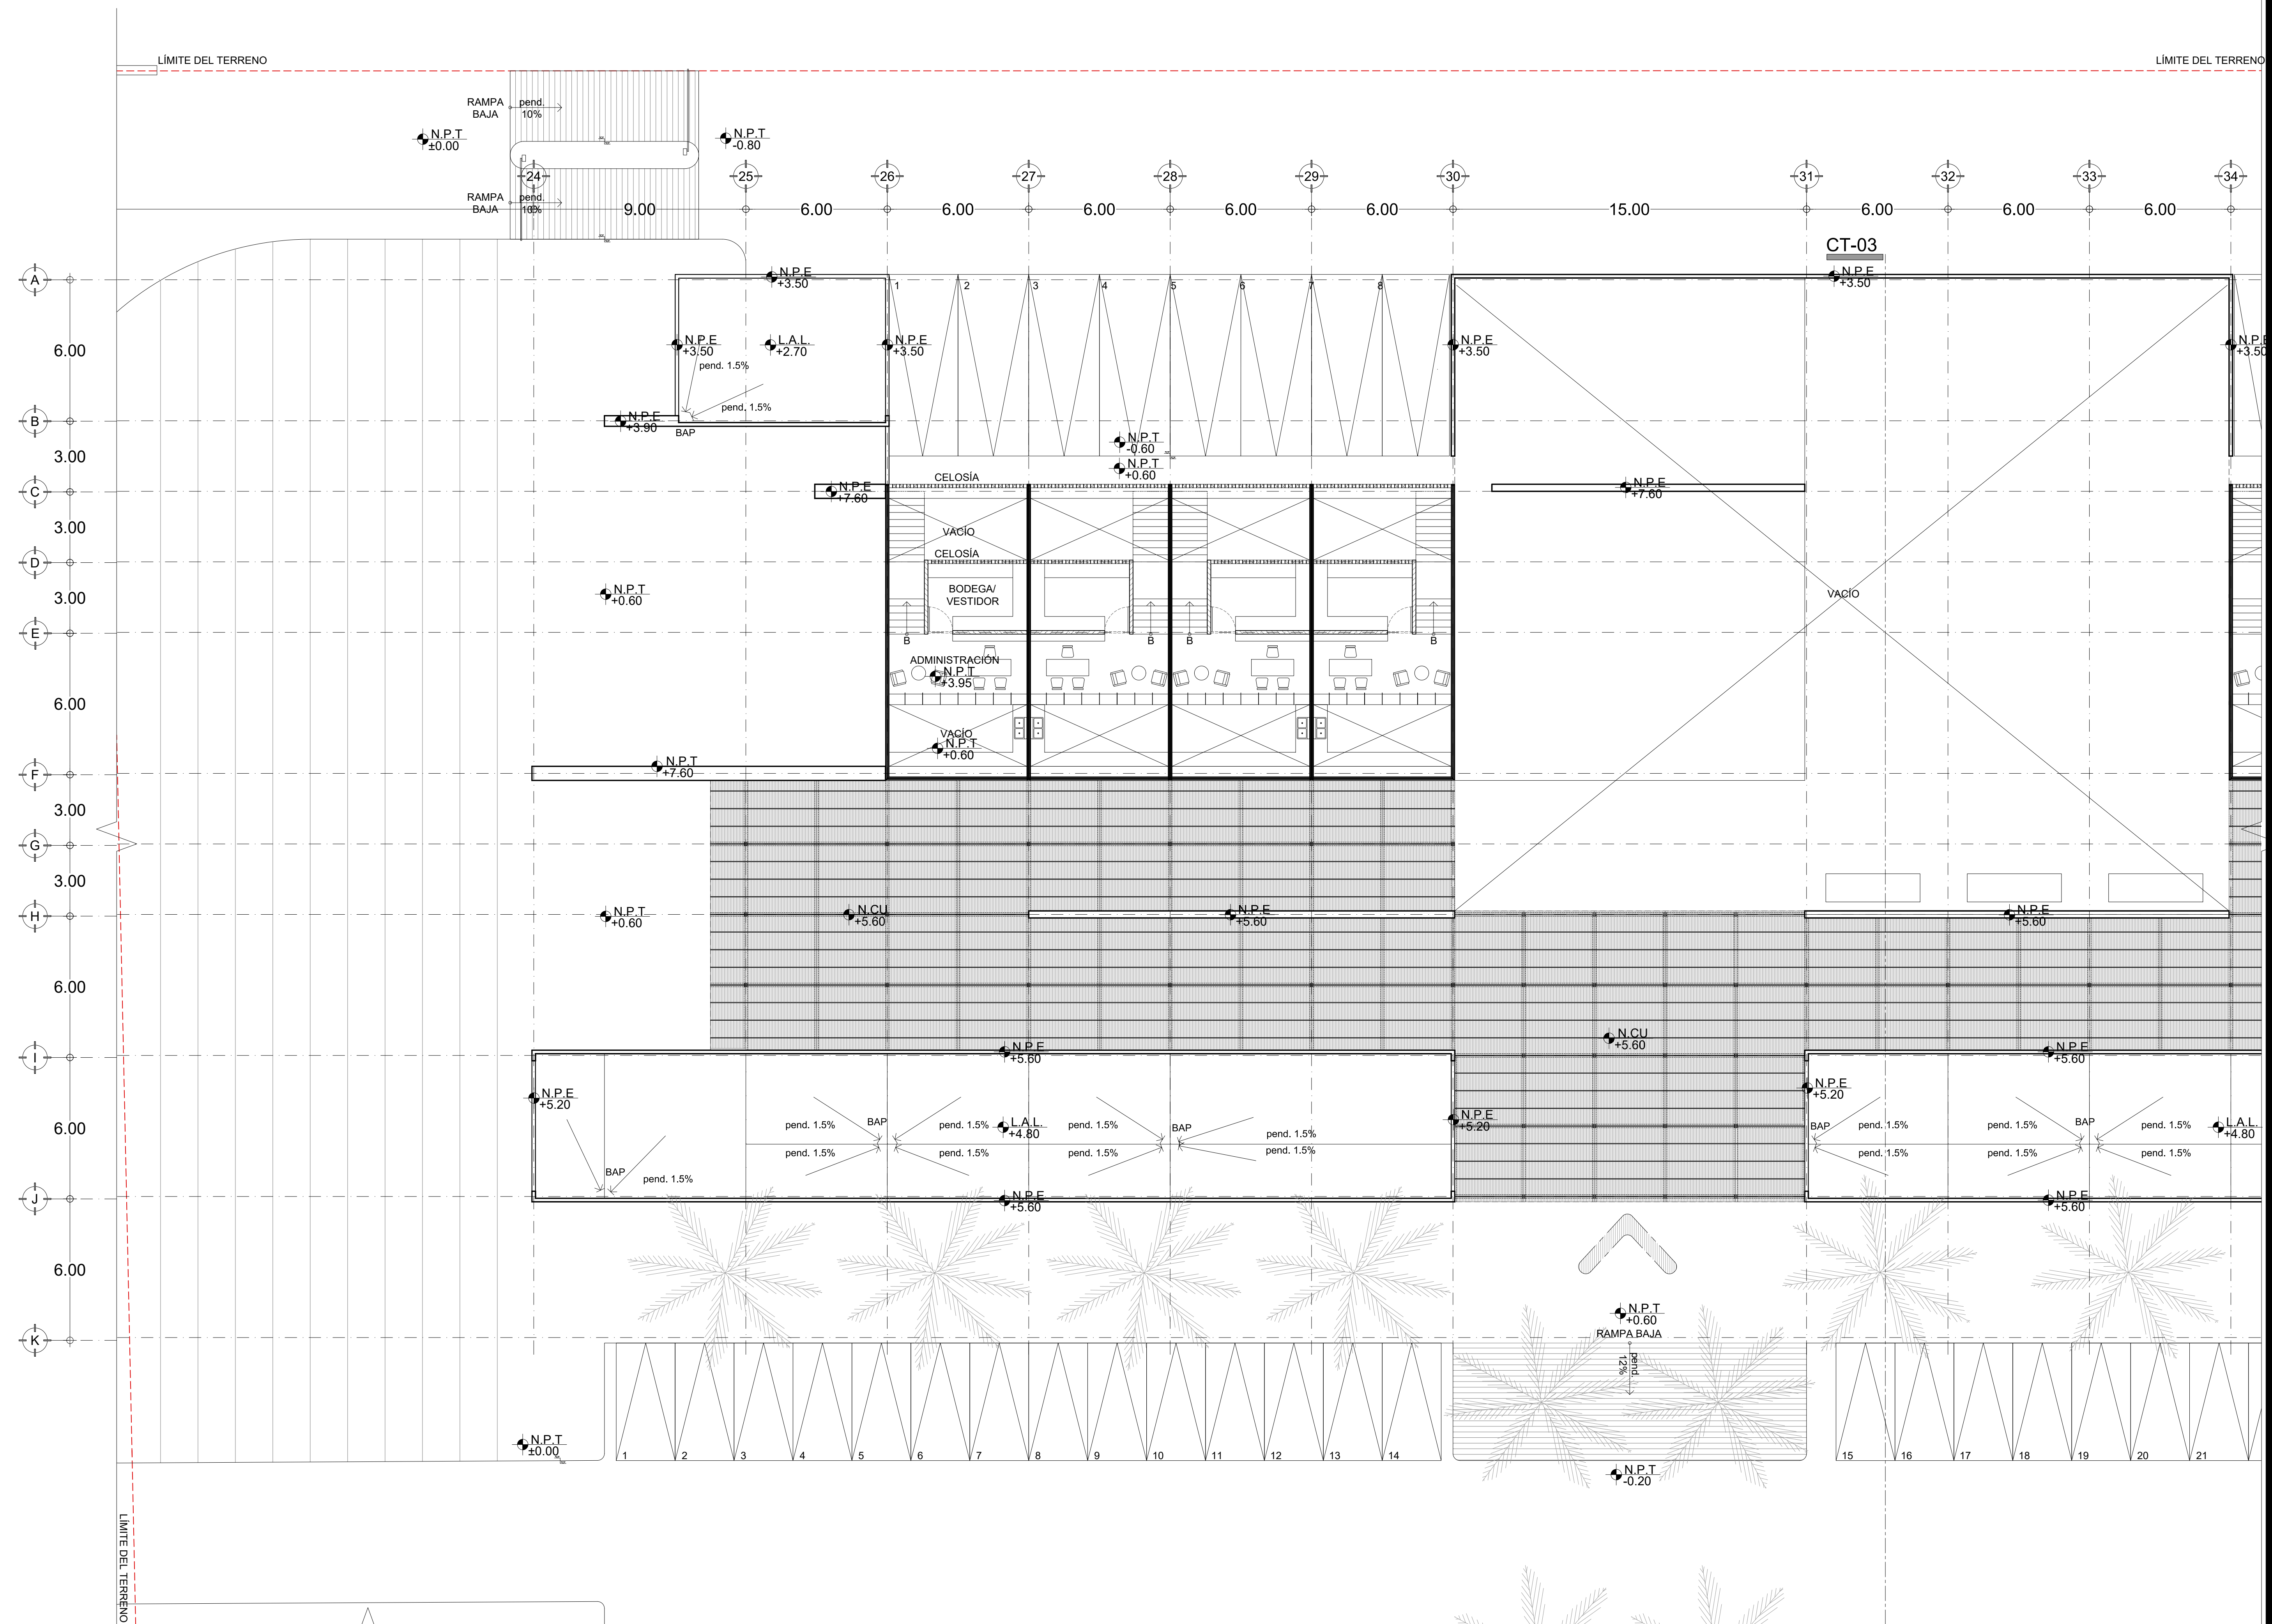 LÍMITE DEL TERRENO
LÍMITE DEL TERRENO
RAMPA
BAJA
pend.
10%
N.P.T
±0.00
N.P.T
-0.80
RAMPA
BAJA
pend.
10%
24
25
26
27
28
29
30
31
32
33
34
9.00
6.00
6.00
6.00
6.00
6.00
15.00
6.00
6.00
6.00
CT-03
A
N.P.E
+3.50
N.P.E
+3.50
1
2
3
4
5
6
7
8
6.00
N.P.E
+3.50
L.A.L.
+2.70
N.P.E
+3.50
N.P.E
+3.50
N.P.E
+3.50
pend. 1.5%
pend. 1.5%
B
N.P.E
+3.90
BAP
N.P.T
-0.60
3.00
N.P.T
+0.60
CELOSÍA
C
N.P.E
+7.60
N.P.E
+7.60
3.00
VACÍO
CELOSÍA
D
BODEGA/
VESTIDOR
3.00
N.P.T
+0.60
VACÍO
E
B
B
B
B
ADMINISTRACIÓN
N.P.T
+3.95
6.00
VACÍO
N.P.T
+0.60
F
N.P.T
+7.60
3.00
G
3.00
H
N.P.T
+0.60
N.CU
+5.60
N.P.E
+5.60
N.P.E
+5.60
6.00
N.CU
+5.60
I
N.P.E
+5.60
N.P.E
+5.60
N.P.E
+5.20
N.P.E
+5.20
N.P.E
+5.20
6.00
pend. 1.5%
BAP
pend. 1.5%
L.A.L.
+4.80
pend. 1.5%
BAP
pend. 1.5%
BAP
pend. 1.5%
pend. 1.5%
BAP
pend. 1.5%
L.A.L.
+4.80
pend. 1.5%
pend. 1.5%
pend. 1.5%
pend. 1.5%
pend. 1.5%
pend. 1.5%
pend. 1.5%
BAP
pend. 1.5%
J
N.P.E
+5.60
N.P.E
+5.60
6.00
N.P.T
+0.60
RAMPA BAJA
K
pend.
12%
N.P.T
±0.00
1
2
3
4
5
6
7
8
9
10
11
12
13
14
15
16
17
18
19
20
21
N.P.T
-0.20
LÍMITE DEL TERRENO